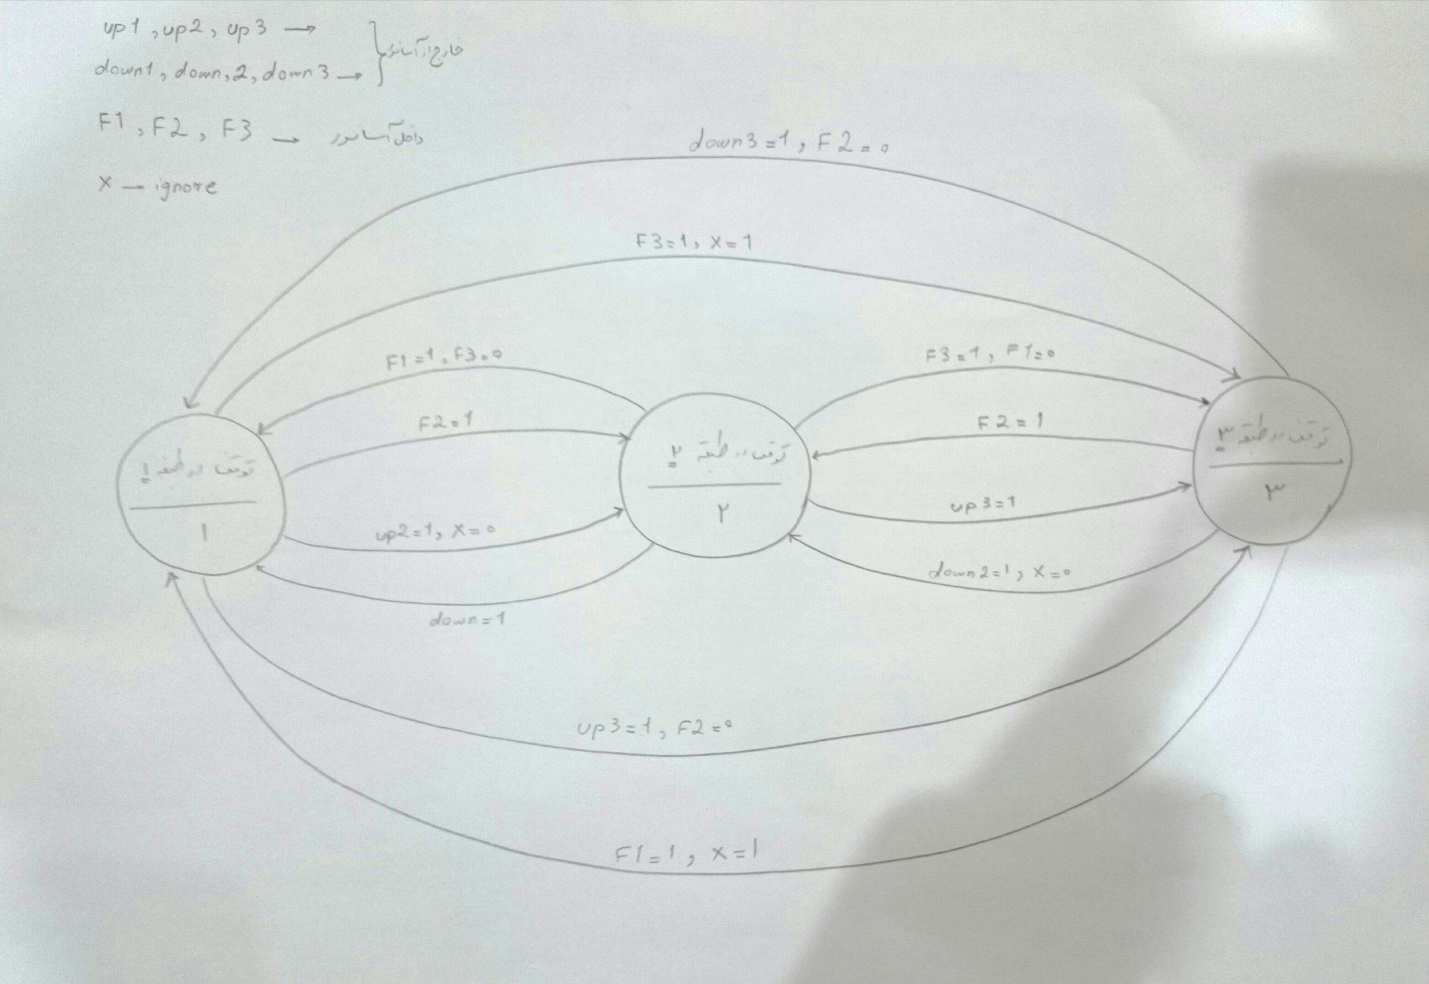 up1, up2, up3 →
down1, down,2, down3 →
خارج از آسانسور
F1, F2, F3 → داخل آسانسور
X → ignore
down3=1, F2=0
F3=1, X=1
F1=1, F3=0
F3=1, F1=0
F2=1
F2=1
توقف در طبقه ۱
۱
توقف در طبقه ۲
۲
توقف در طبقه ۳
۳
up2=1, X=0
up3=1
down=1
down2=1, X=0
up3=1, F2=0
F1=1, X=1